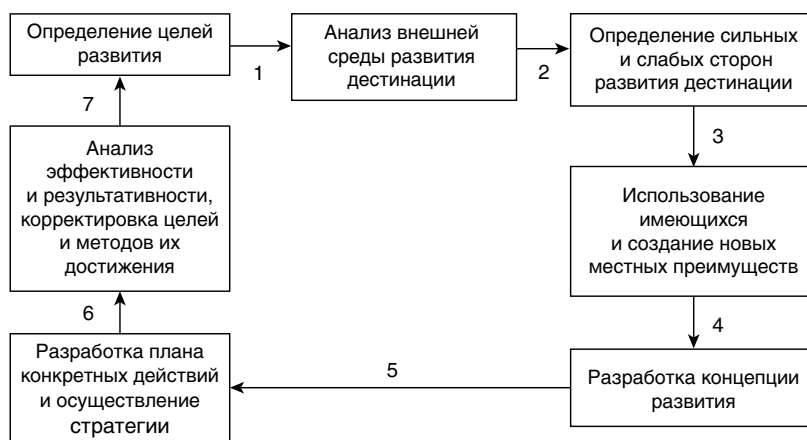 Определение целей
развития
1
Анализ внешней
среды развития
дестинации
2
Определение сильных
и слабых сторон
развития дестинации
3
Использование
имеющихся
и создание новых
местных преимуществ
4
Разработка концепции
развития
5
Разработка плана
конкретных действий
и осуществление
стратегии
6
Анализ
эффективности
и результативности,
корректировка целей
и методов их
достижения
7